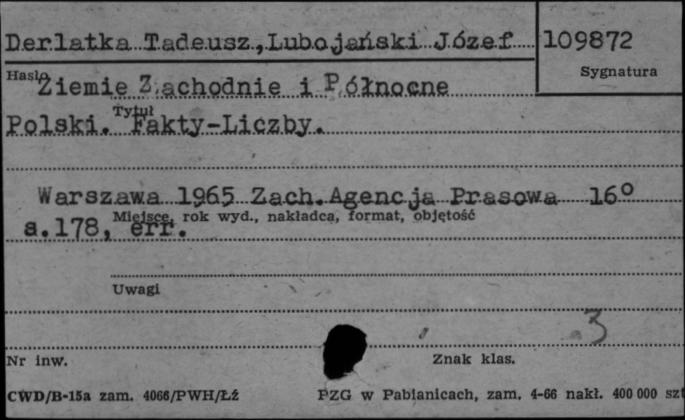 Derlatka Tadeusz, Lubojański Józef
109872
Sygnatura
Hasło
Ziemie Zachodnie i Północne
Tytuł
Polski. Fakty-Liczby.
Warszawa 1965 Zach. Agencja Prasowa 16°
Miejsce, rok wyd., nakładca, format, objętość
s.178, err.
Uwagi
3
Nr inw.
Znak klas.
CWD/B-15a zam. 4066/PWH/Łź
PZG w Pabianicach, zam. 4-66 nakł. 400 000 szt